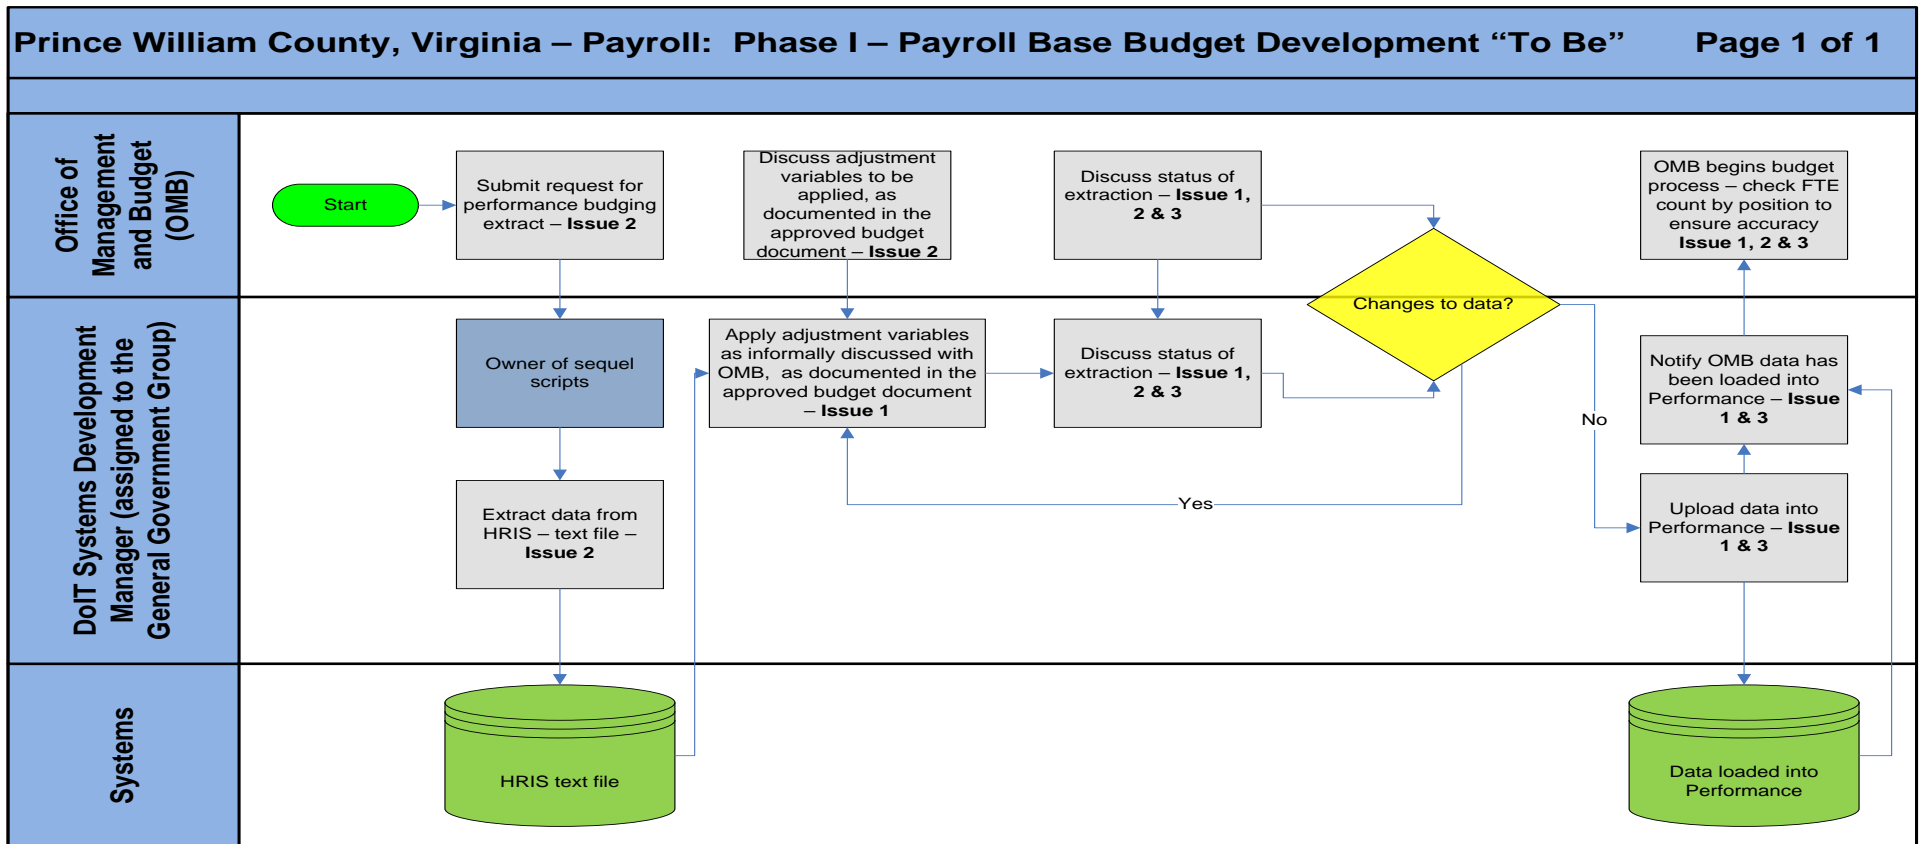 Prince William County, Virginia – Payroll:  Phase I – Payroll Base Budget Development “To Be”    Page 1 of 1
Office of
Management
and Budget
(OMB)
Start
Submit request for
performance budging
extract – Issue 2
Discuss adjustment
variables to be
applied, as
documented in the
approved budget
document – Issue 2
Discuss status of
extraction – Issue 1,
2 & 3
OMB begins budget
process – check FTE
count by position to
ensure accuracy
Issue 1, 2 & 3
Changes to data?
DoIT Systems Development
Manager (assigned to the
General Government Group)
Owner of sequel
scripts
Apply adjustment variables
as informally discussed with
OMB,  as documented in the
approved budget document
– Issue 1
Discuss status of
extraction – Issue 1,
2 & 3
Notify OMB data has
been loaded into
Performance – Issue
1 & 3
No
Extract data from
HRIS – text file –
Issue 2
Yes
Upload data into
Performance – Issue
1 & 3
Systems
HRIS text file
Data loaded into
Performance